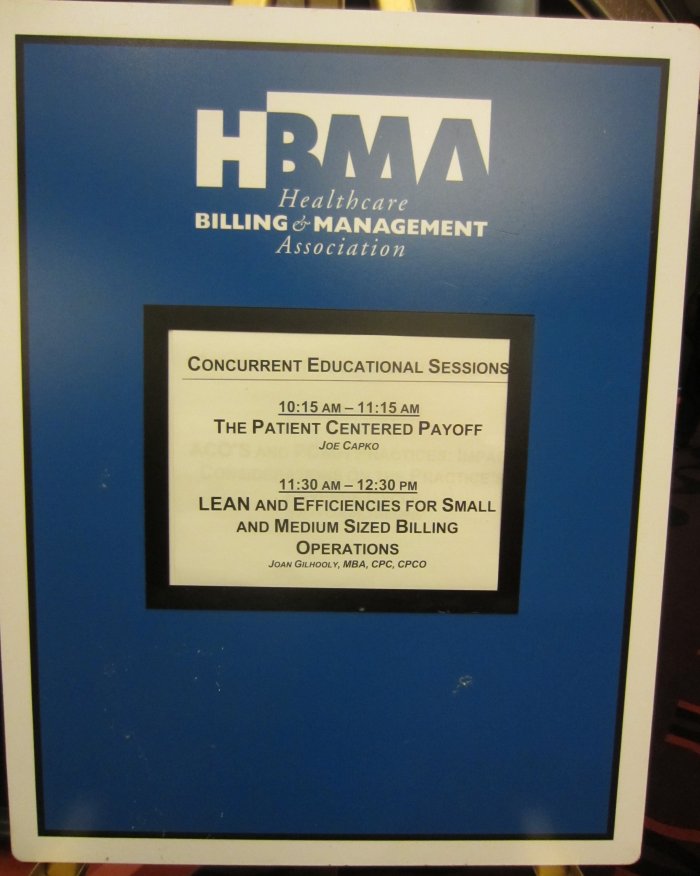 HBMA
Healthcare
BILLING & MANAGEMENT
Association
CONCURRENT EDUCATIONAL SESSIONS
10:15 AM – 11:15 AM
THE PATIENT CENTERED PAYOFF
JOE CAPKO
11:30 AM – 12:30 PM
LEAN AND EFFICIENCIES FOR SMALL
AND MEDIUM SIZED BILLING
OPERATIONS
JOAN GILHOOLY, MBA, CPC, CPCO